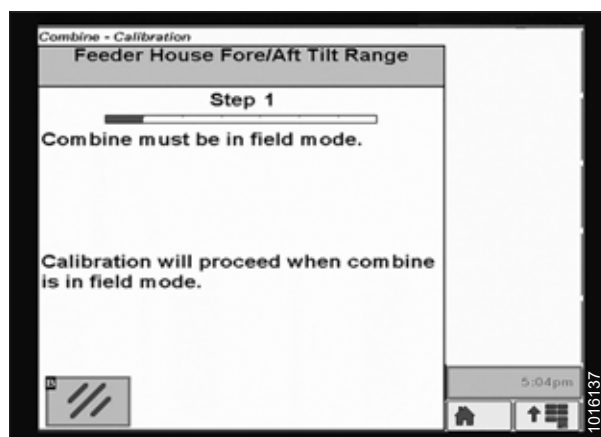 Combine - Calibration
Feeder House Fore/Aft Tilt Range
Step 1
Combine must be in field mode.
Calibration will proceed when combine
is in field mode.
B
5:04pm
1016137